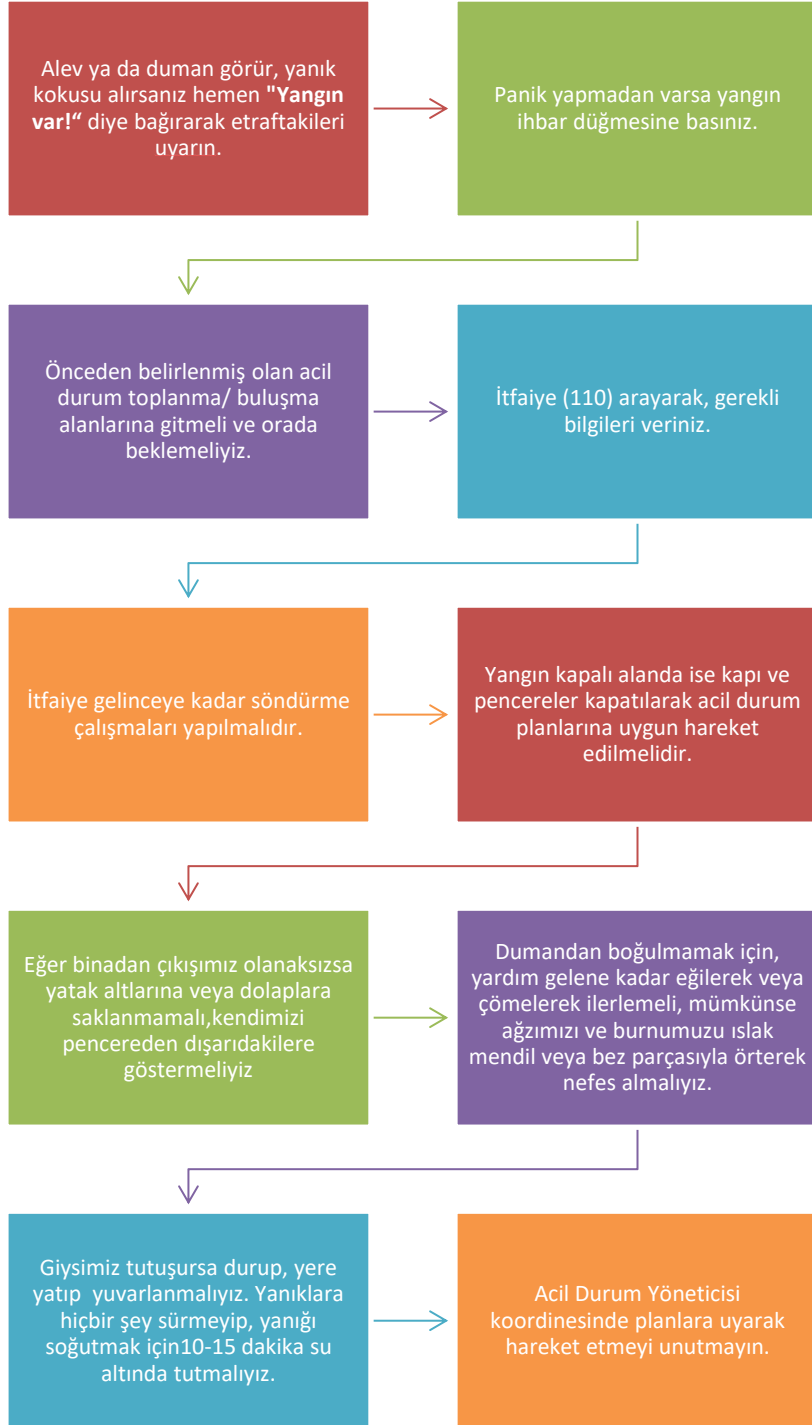 Alev ya da duman görür, yanık
kokusu alırsanız hemen "Yangın
var!“ diye bağırarak etraftakileri
uyarın.
Panik yapmadan varsa yangın
ihbar düğmesine basınız.
Önceden belirlenmiş olan acil
durum toplanma/ buluşma
alanlarına gitmeli ve orada
beklemeliyiz.
İtfaiye (110) arayarak, gerekli
bilgileri veriniz.
İtfaiye gelinceye kadar söndürme
çalışmaları yapılmalıdır.
Yangın kapalı alanda ise kapı ve
pencereler kapatılarak acil durum
planlarına uygun hareket
edilmelidir.
Eğer binadan çıkışımız olanaksızsa
yatak altlarına veya dolaplara
saklanmamalı,kendimizi
pencereden dışarıdakilere
göstermeliyiz
Dumandan boğulmamak için,
yardım gelene kadar eğilerek veya
çömelerek ilerlemeli, mümkünse
ağzımızı ve burnumuzu ıslak
mendil veya bez parçasıyla örterek
nefes almalıyız.
Giysimiz tutuşursa durup, yere
yatıp  yuvarlanmalıyız. Yanıklara
hiçbir şey sürmeyip, yanığı
soğutmak için10-15 dakika su
altında tutmalıyız.
Acil Durum Yöneticisi
koordinesinde planlara uyarak
hareket etmeyi unutmayın.